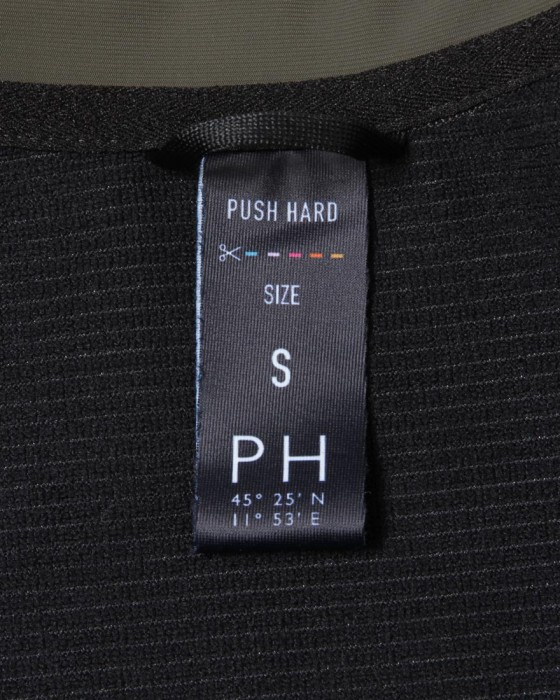 PUSH HARD
SIZE
S
PH
45° 25' N
11° 53' E